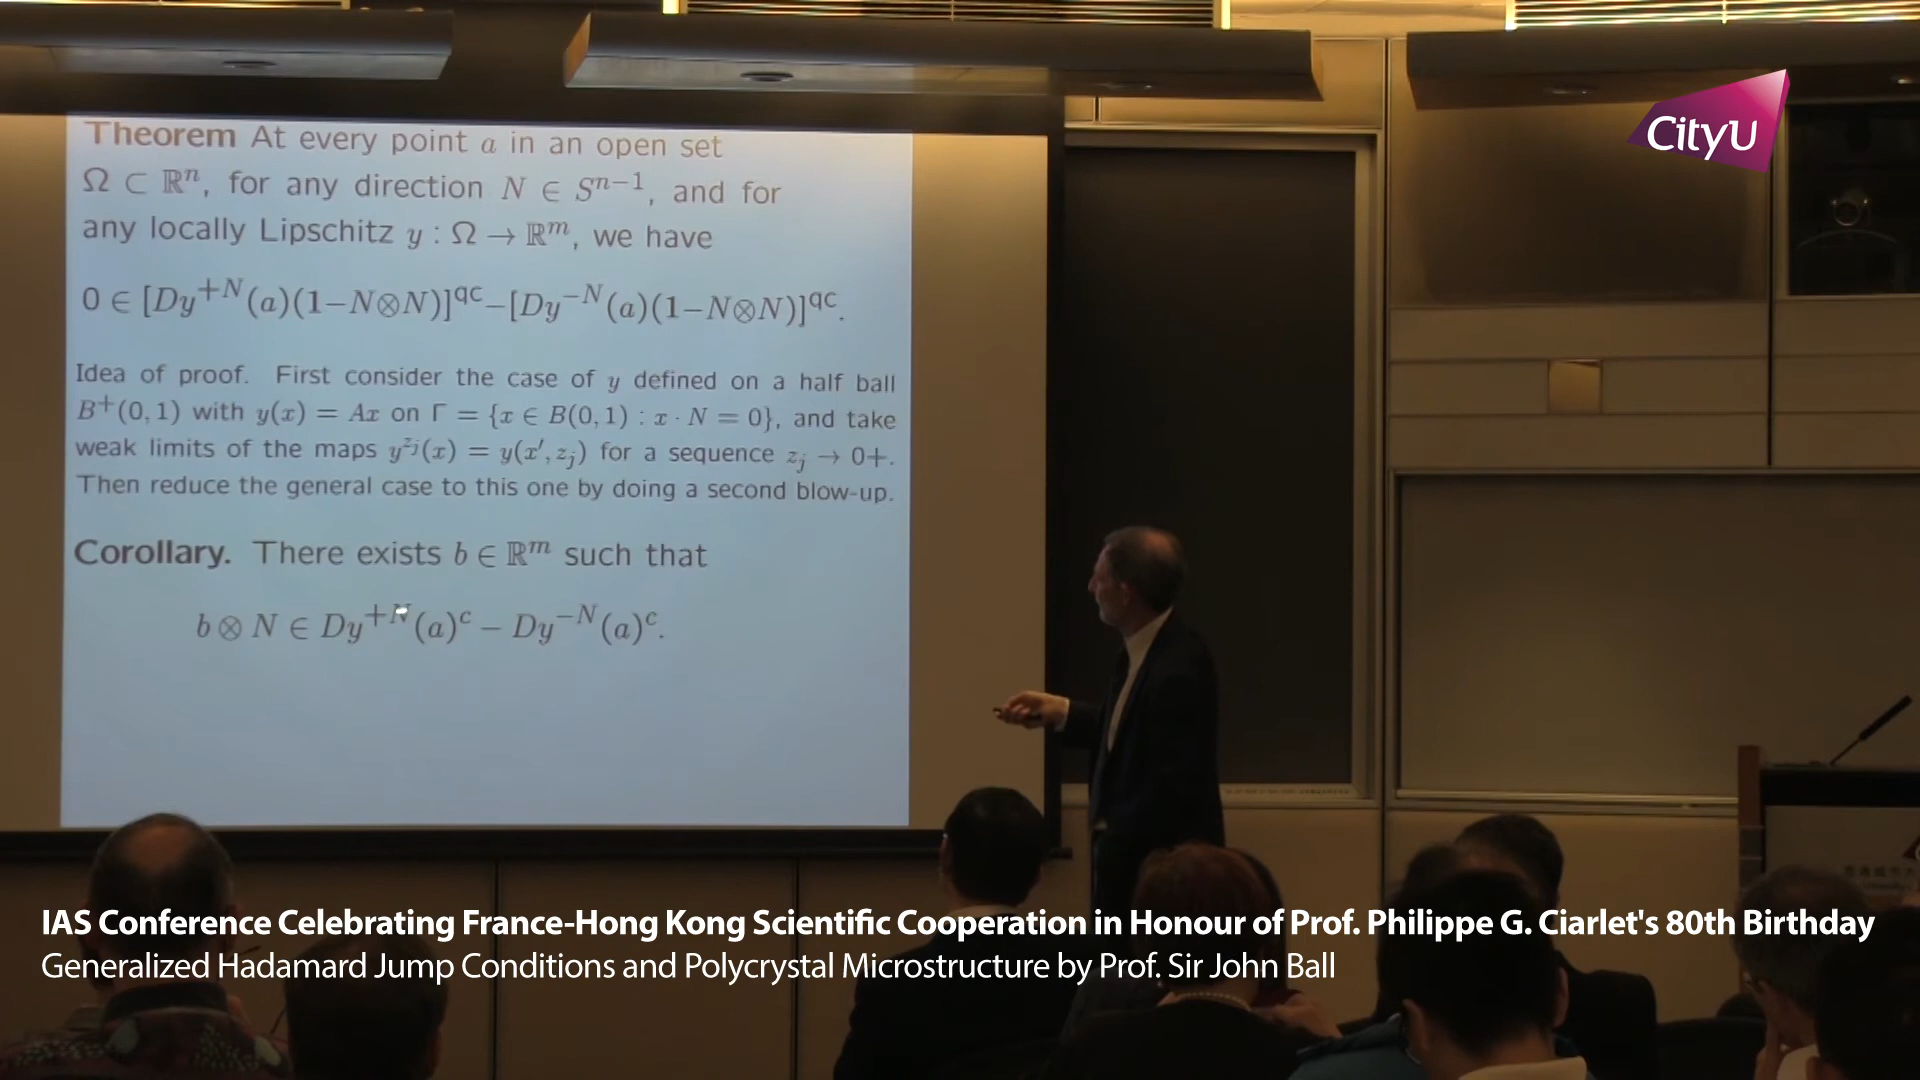 CityU
Theorem At every point a in an open set
Ω ⊂ ℝⁿ, for any direction N ∈ Sⁿ⁻¹, and for
any locally Lipschitz y : Ω → ℝᵐ, we have
0 ∈ [Dy⁺ᴺ(a)(1−N⊗N)]^qc − [Dy⁻ᴺ(a)(1−N⊗N)]^qc.
Idea of proof. First consider the case of y defined on a half ball
B⁺(0, 1) with y(x) = Ax on Γ = {x ∈ B(0, 1) : x · N = 0}, and take
weak limits of the maps y^{z_j}(x) = y(x′, z_j) for a sequence z_j → 0+.
Then reduce the general case to this one by doing a second blow-up.
Corollary. There exists b ∈ ℝᵐ such that
b ⊗ N ∈ Dy⁺ᴺ(a)ᶜ − Dy⁻ᴺ(a)ᶜ.
IAS Conference Celebrating France-Hong Kong Scientific Cooperation in Honour of Prof. Philippe G. Ciarlet's 80th Birthday
Generalized Hadamard Jump Conditions and Polycrystal Microstructure by Prof. Sir John Ball